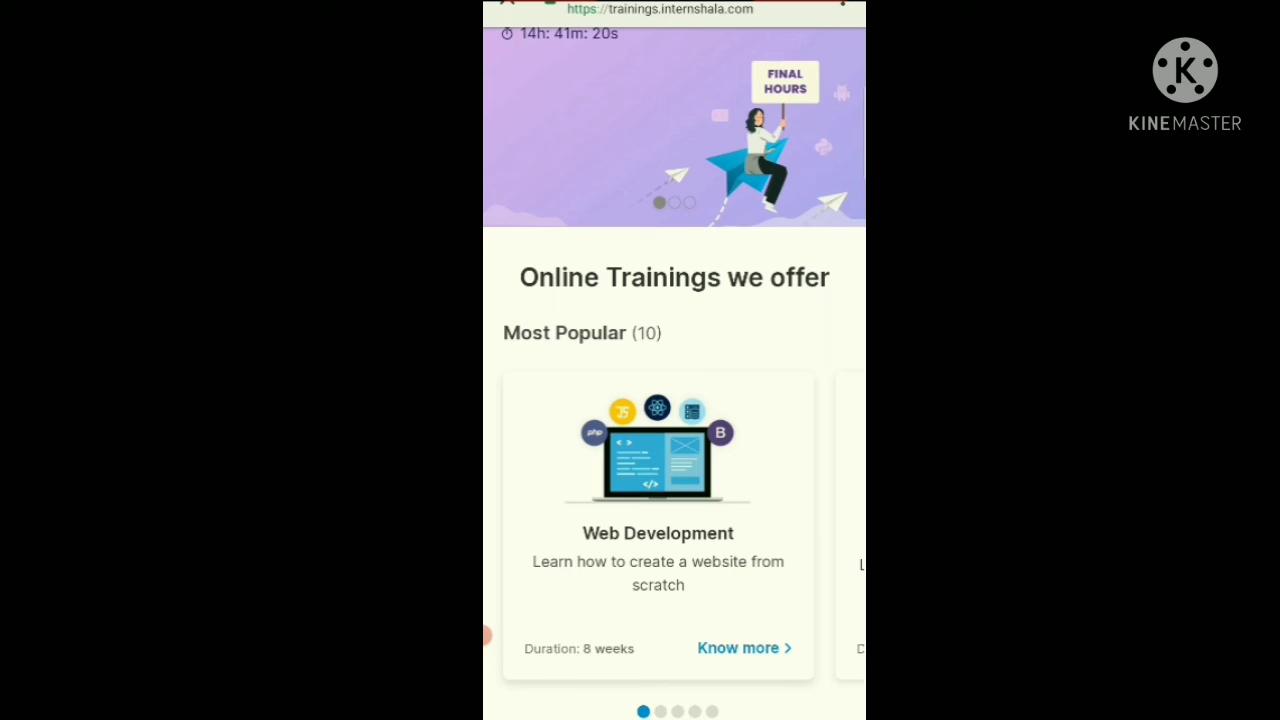 https://trainings.internshala.com
14h: 41m: 20s
FINAL
HOURS
KINEMASTER
Online Trainings we offer
Most Popular (10)
JS
php
B
Web Development
Learn how to create a website from
scratch
Duration: 8 weeks
Know more >